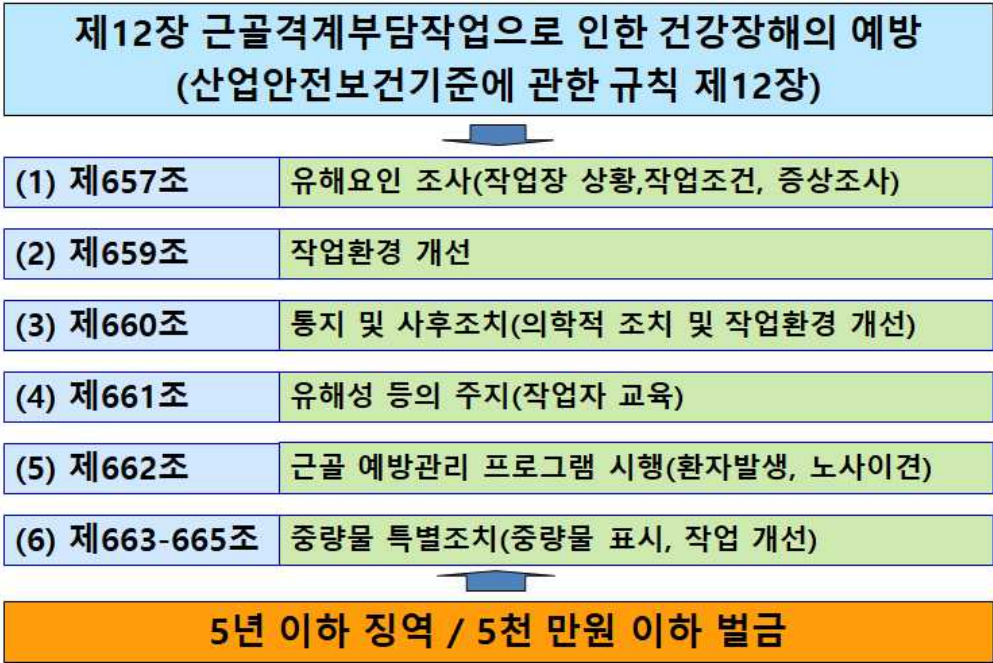 제12장 근골격계부담작업으로 인한 건강장해의 예방
(산업안전보건기준에 관한 규칙 제12장)
(1) 제657조 유해요인 조사(작업장 상황,작업조건, 증상조사)
(2) 제659조 작업환경 개선
(3) 제660조 통지 및 사후조치(의학적 조치 및 작업환경 개선)
(4) 제661조 유해성 등의 주지(작업자 교육)
(5) 제662조 근골 예방관리 프로그램 시행(환자발생, 노사이견)
(6) 제663-665조 중량물 특별조치(중량물 표시, 작업 개선)
5년 이하 징역 / 5천 만원 이하 벌금